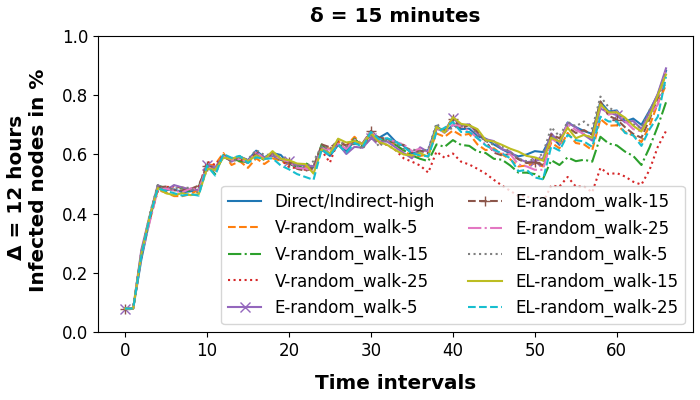 δ = 15 minutes
Δ = 12 hours
Infected nodes in %
1.0
0.8
0.6
0.4
0.2
0.0
Direct/Indirect-high
V-random_walk-5
V-random_walk-15
V-random_walk-25
E-random_walk-5
E-random_walk-15
E-random_walk-25
EL-random_walk-5
EL-random_walk-15
EL-random_walk-25
0 10 20 30 40 50 60
Time intervals